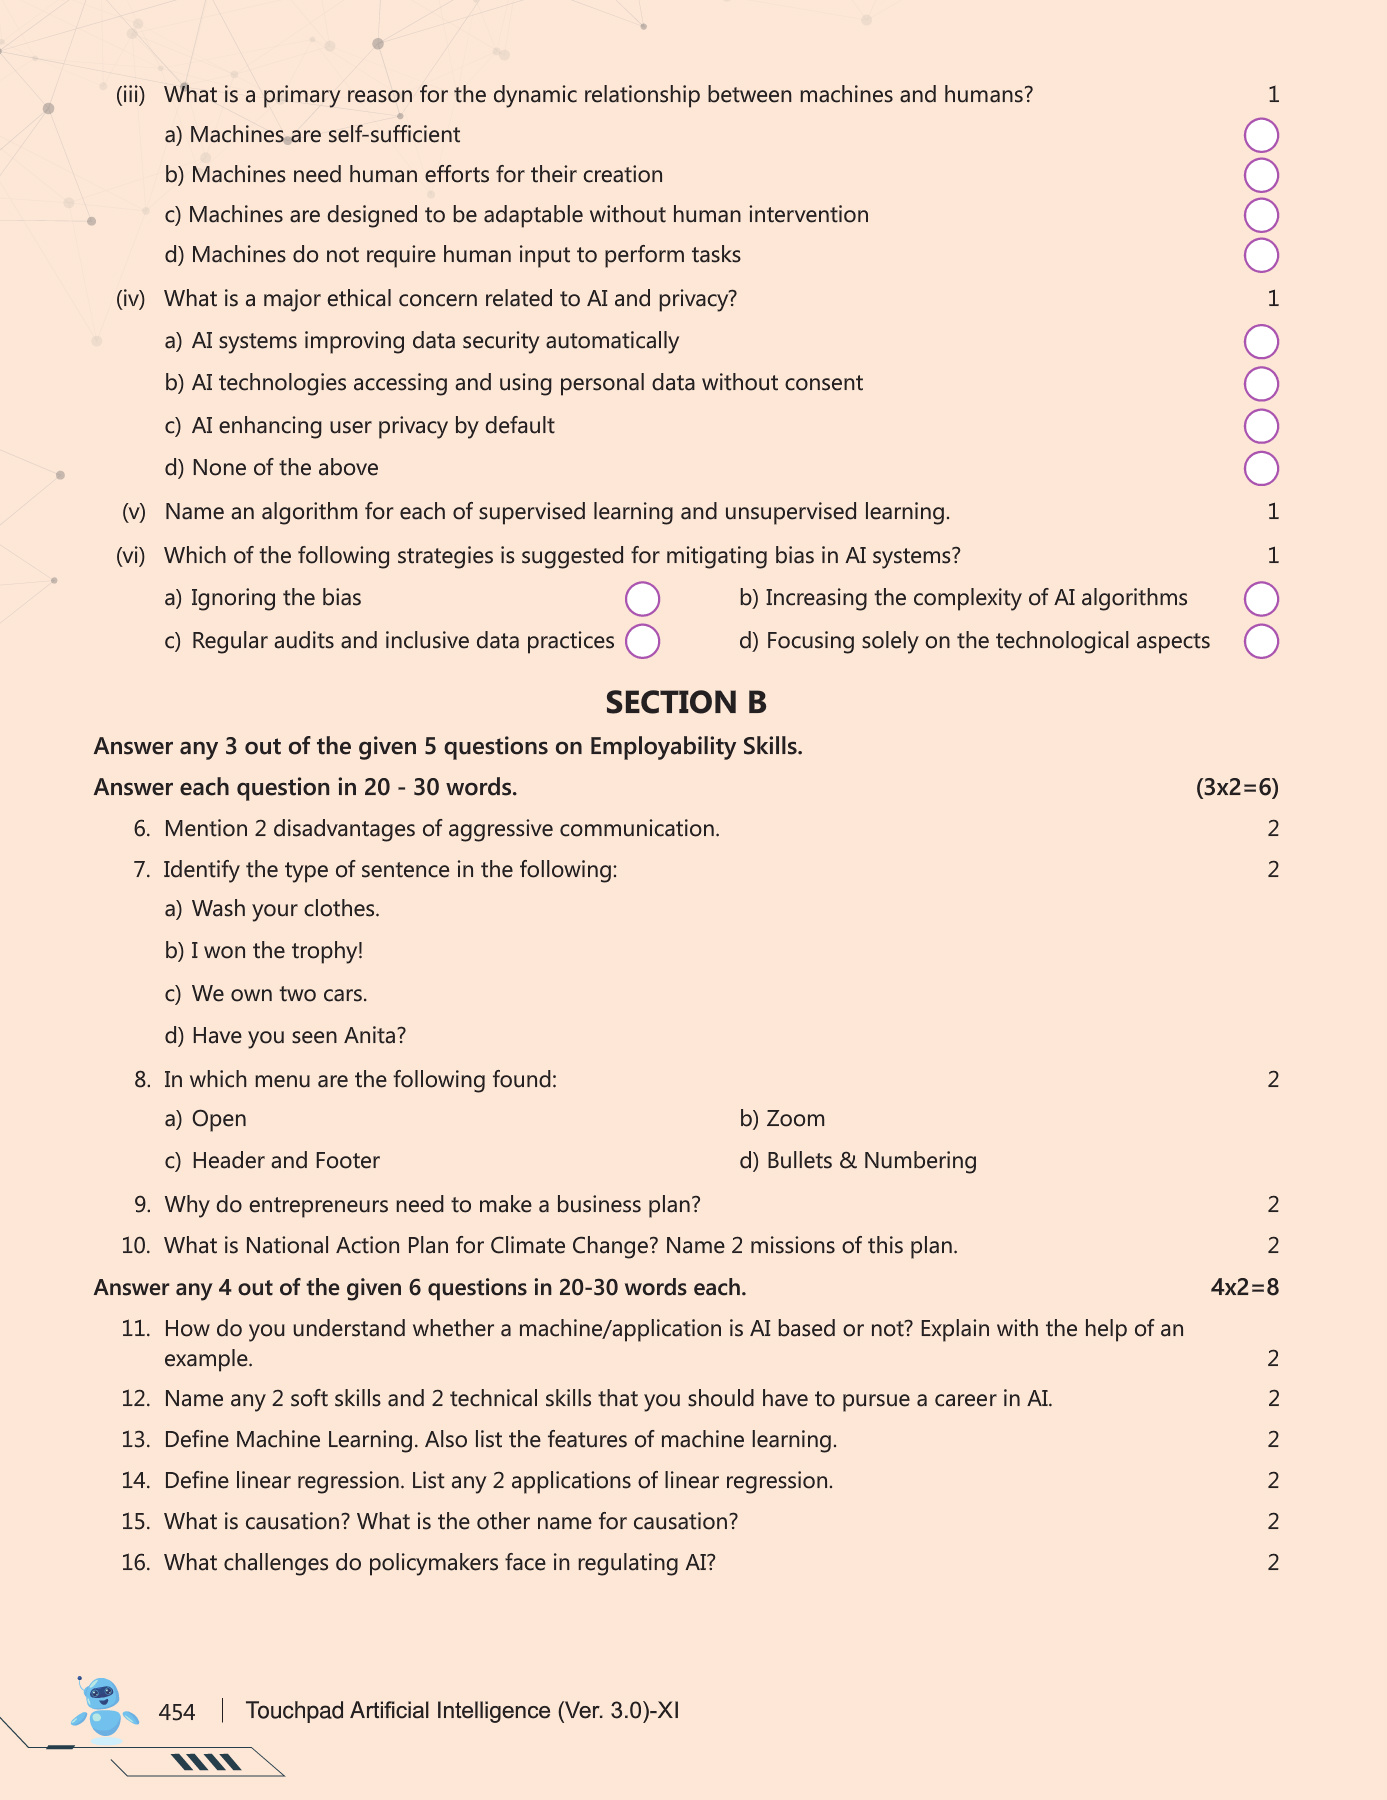 (iii) What is a primary reason for the dynamic relationship between machines and humans? 1
a) Machines are self-sufficient
b) Machines need human efforts for their creation
c) Machines are designed to be adaptable without human intervention
d) Machines do not require human input to perform tasks
(iv) What is a major ethical concern related to AI and privacy? 1
a) AI systems improving data security automatically
b) AI technologies accessing and using personal data without consent
c) AI enhancing user privacy by default
d) None of the above
(v) Name an algorithm for each of supervised learning and unsupervised learning. 1
(vi) Which of the following strategies is suggested for mitigating bias in AI systems? 1
a) Ignoring the bias b) Increasing the complexity of AI algorithms
c) Regular audits and inclusive data practices d) Focusing solely on the technological aspects
SECTION B
Answer any 3 out of the given 5 questions on Employability Skills.
Answer each question in 20 - 30 words. (3x2=6)
6. Mention 2 disadvantages of aggressive communication. 2
7. Identify the type of sentence in the following: 2
a) Wash your clothes.
b) I won the trophy!
c) We own two cars.
d) Have you seen Anita?
8. In which menu are the following found: 2
a) Open b) Zoom
c) Header and Footer d) Bullets & Numbering
9. Why do entrepreneurs need to make a business plan? 2
10. What is National Action Plan for Climate Change? Name 2 missions of this plan. 2
Answer any 4 out of the given 6 questions in 20-30 words each. 4x2=8
11. How do you understand whether a machine/application is AI based or not? Explain with the help of an
example. 2
12. Name any 2 soft skills and 2 technical skills that you should have to pursue a career in AI. 2
13. Define Machine Learning. Also list the features of machine learning. 2
14. Define linear regression. List any 2 applications of linear regression. 2
15. What is causation? What is the other name for causation? 2
16. What challenges do policymakers face in regulating AI? 2
454 Touchpad Artificial Intelligence (Ver. 3.0)-XI